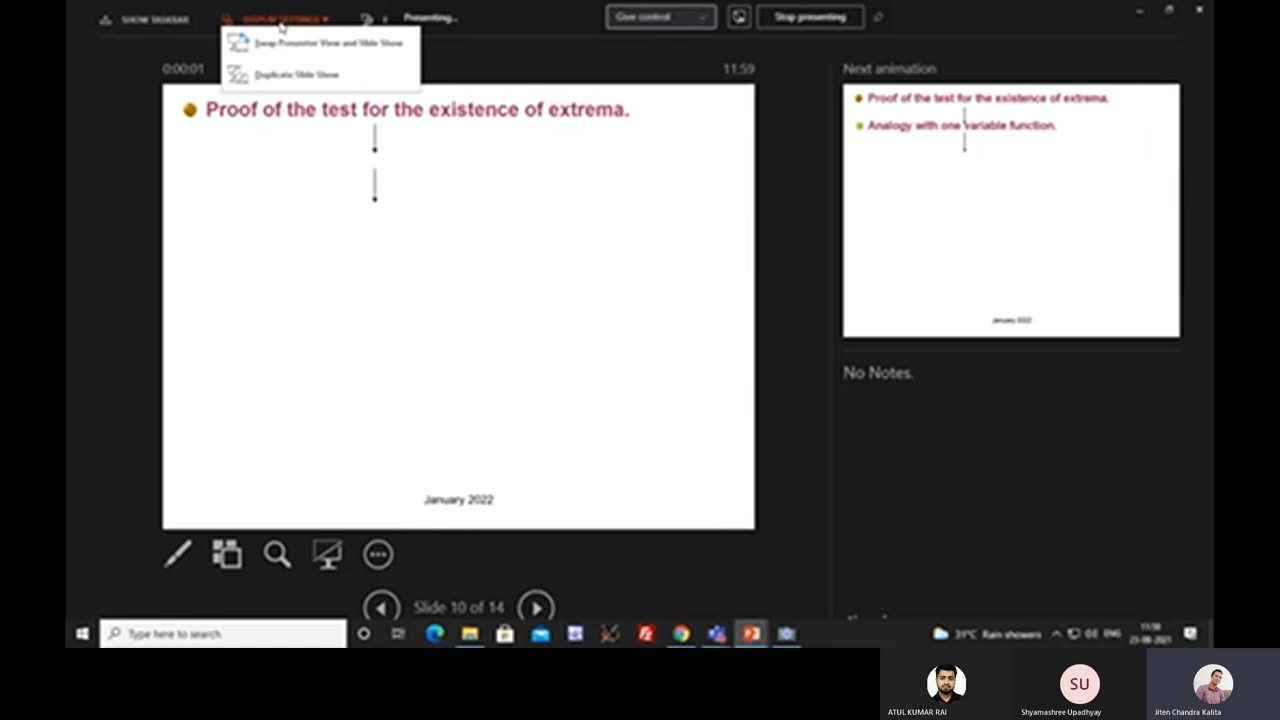 SHOW TASKBAR
DISPLAY SETTINGS
Presenting...
Give control
Stop presenting
Swap Presenter View and Slide Show
Duplicate Slide Show
0:00:01
11:59
Next animation
Proof of the test for the existence of extrema.
January 2022
Proof of the test for the existence of extrema.
Analogy with one variable function.
January 2022
No Notes.
Slide 10 of 14
Type here to search
31°C Rain showers
ENG
11:59
23-08-2021
SU
ATUL KUMAR RAI
Shyamashree Upadhyay
Jiten Chandra Kalita